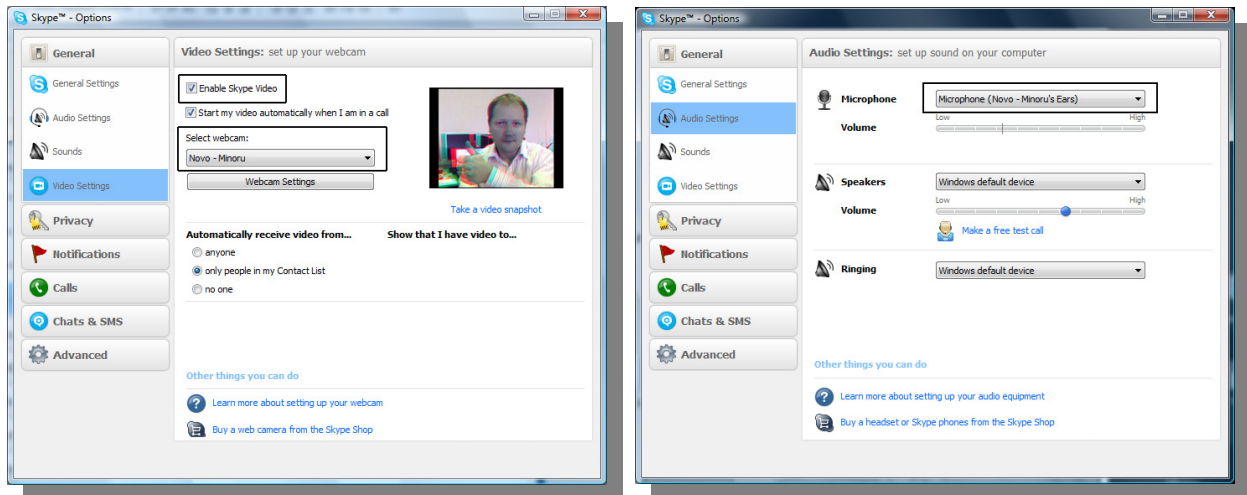 Skype™ - Options
General
General Settings
Audio Settings
Sounds
Video Settings
Privacy
Notifications
Calls
Chats & SMS
Advanced
Video Settings: set up your webcam
Enable Skype Video
Start my video automatically when I am in a call
Select webcam:
Novo - Minoru
Webcam Settings
Take a video snapshot
Automatically receive video from...
Show that I have video to...
anyone
only people in my Contact List
no one
Other things you can do
Learn more about setting up your webcam
Buy a web camera from the Skype Shop
Skype™ - Options
General
General Settings
Audio Settings
Sounds
Video Settings
Privacy
Notifications
Calls
Chats & SMS
Advanced
Audio Settings: set up sound on your computer
Microphone
Microphone (Novo - Minoru's Ears)
Volume
Low High
Speakers
Windows default device
Volume
Low High
Make a free test call
Ringing
Windows default device
Other things you can do
Learn more about setting up your audio equipment
Buy a headset or Skype phones from the Skype Shop